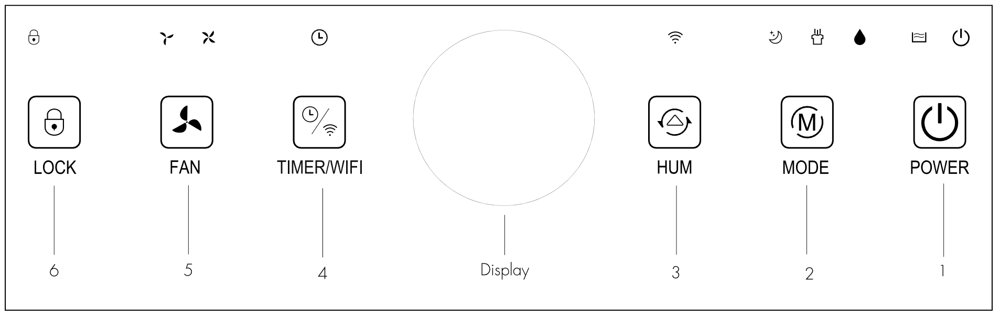 M
LOCK FAN TIMER/WIFI HUM MODE POWER
6 5 4 Display 3 2 1